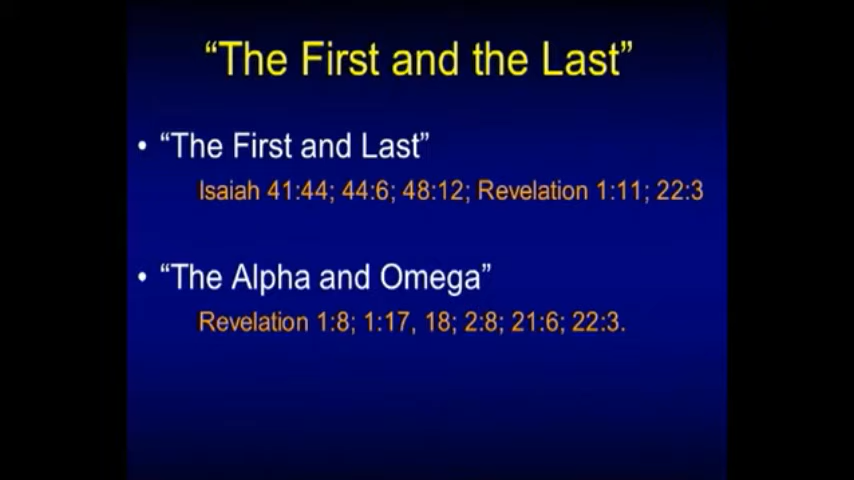 “The First and the Last”
• “The First and Last”
Isaiah 41:44; 44:6; 48:12; Revelation 1:11; 22:3
• “The Alpha and Omega”
Revelation 1:8; 1:17, 18; 2:8; 21:6; 22:3.